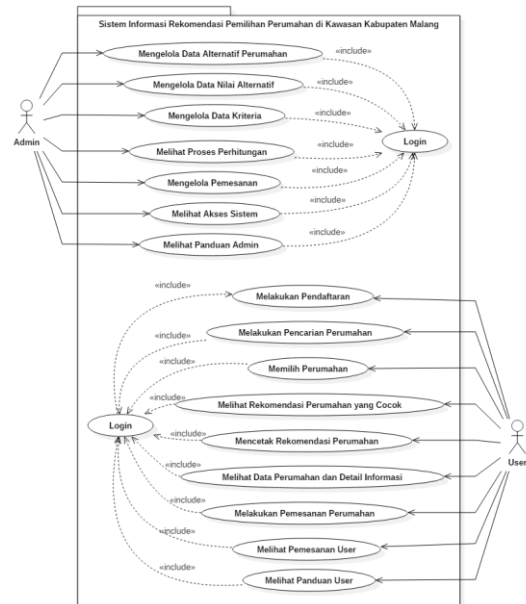 Sistem Informasi Rekomendasi Pemilihan Perumahan di Kawasan Kabupaten Malang
Mengelola Data Alternatif Perumahan
«include»
Mengelola Data Nilai Alternatif
«include»
Mengelola Data Kriteria
«include»
Admin
Login
Melihat Proses Perhitungan
«include»
Mengelola Pemesanan
«include»
Melihat Akses Sistem
«include»
Melihat Panduan Admin
«include»
«include»
Melakukan Pendaftaran
«include»
Melakukan Pencarian Perumahan
«include»
Memilih Perumahan
«include»
Melihat Rekomendasi Perumahan yang Cocok
Login
«include»
Mencetak Rekomendasi Perumahan
User
«include»
Melihat Data Perumahan dan Detail Informasi
«include»
Melakukan Pemesanan Perumahan
«include»
Melihat Pemesanan User
«include»
Melihat Panduan User